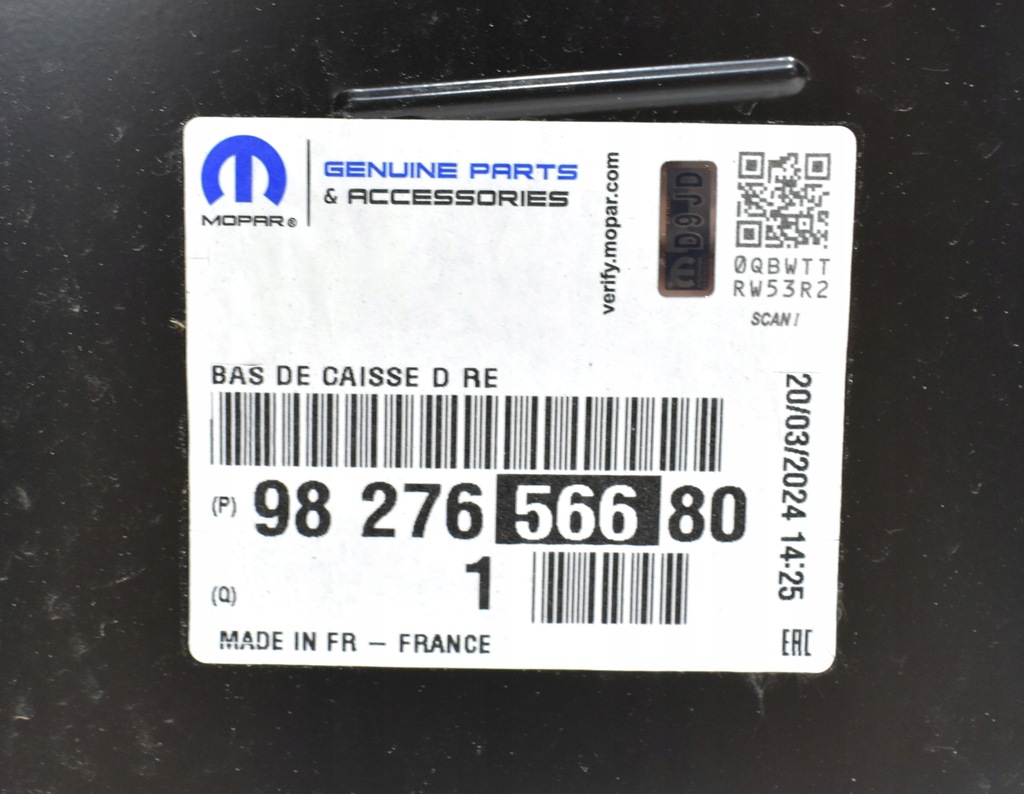 MOPAR®
GENUINE PARTS
& ACCESSORIES
verify.mopar.com
D9JD
0QBWTT
RW53R2
SCAN!
BAS DE CAISSE D RE
(P) 98 276 566 80
(Q) 1
20/03/2024 14:25
MADE IN FR – FRANCE
EAC